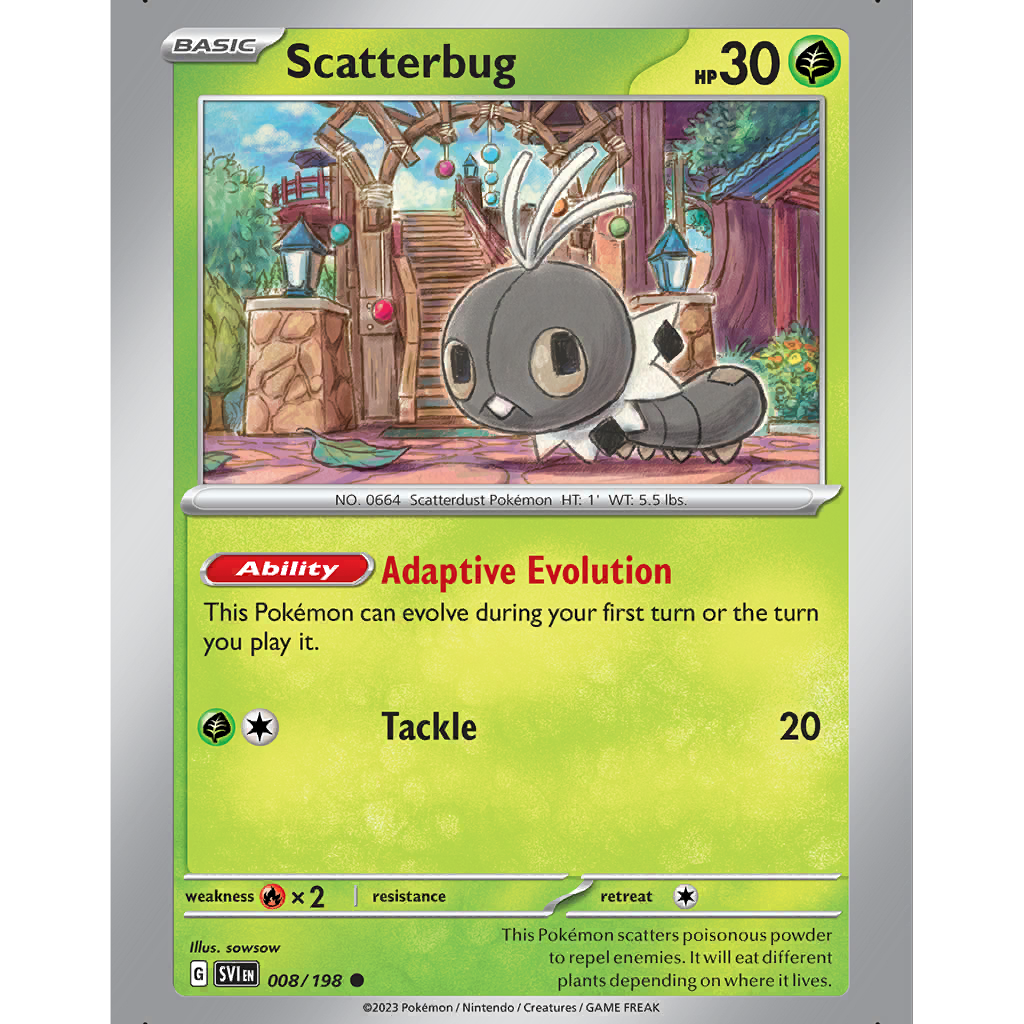 BASIC
Scatterbug
HP 30
NO. 0664 Scatterdust Pokémon HT: 1' WT: 5.5 lbs.
Ability Adaptive Evolution
This Pokémon can evolve during your first turn or the turn
you play it.
Tackle 20
weakness ×2 resistance retreat
Illus. sowsow
This Pokémon scatters poisonous powder
to repel enemies. It will eat different
plants depending on where it lives.
G SVI EN 008/198
©2023 Pokémon / Nintendo / Creatures / GAME FREAK